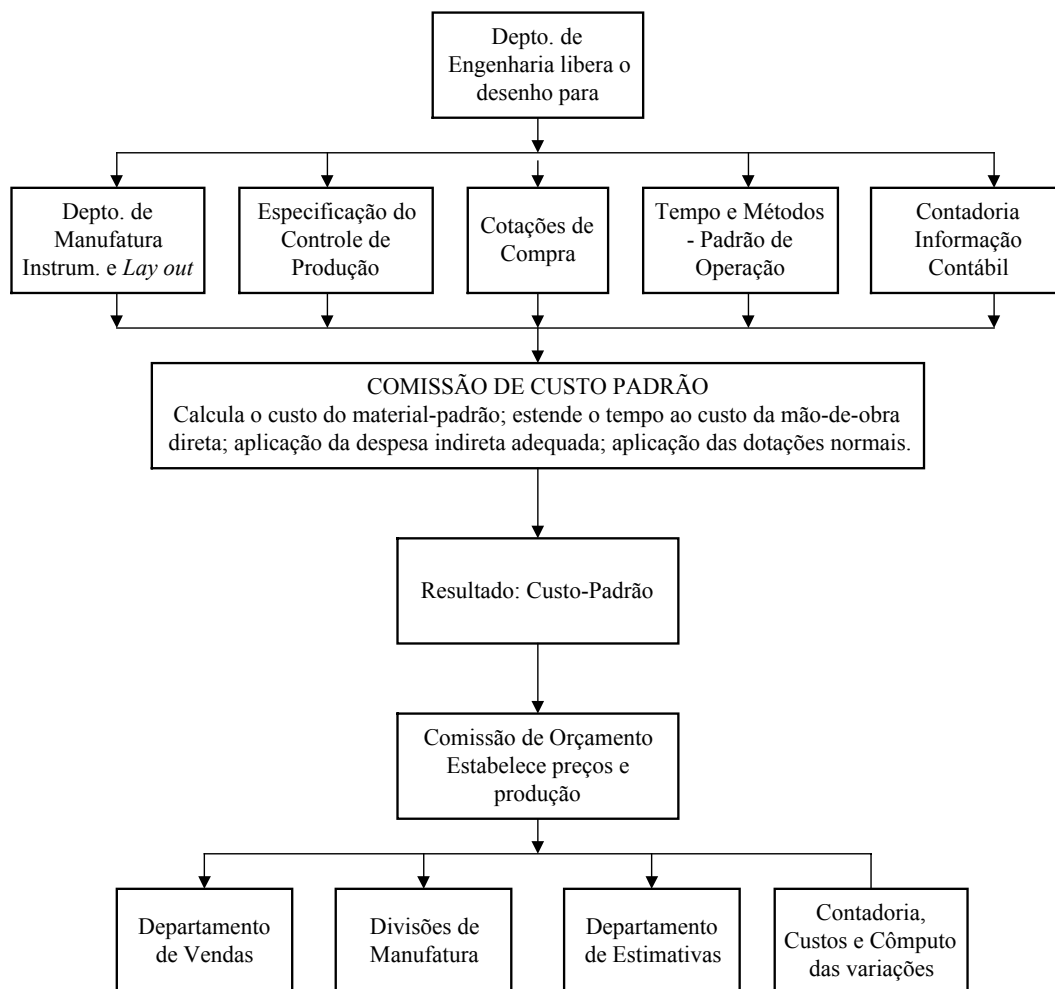 Depto. de
Engenharia libera o
desenho para
Depto. de
Manufatura
Instrum. e Lay out
Especificação do
Controle de
Produção
Cotações de
Compra
Tempo e Métodos
- Padrão de
Operação
Contadoria
Informação
Contábil
COMISSÃO DE CUSTO PADRÃO
Calcula o custo do material-padrão; estende o tempo ao custo da mão-de-obra
direta; aplicação da despesa indireta adequada; aplicação das dotações normais.
Resultado: Custo-Padrão
Comissão de Orçamento
Estabelece preços e
produção
Departamento
de Vendas
Divisões de
Manufatura
Departamento
de Estimativas
Contadoria,
Custos e Cômputo
das variações